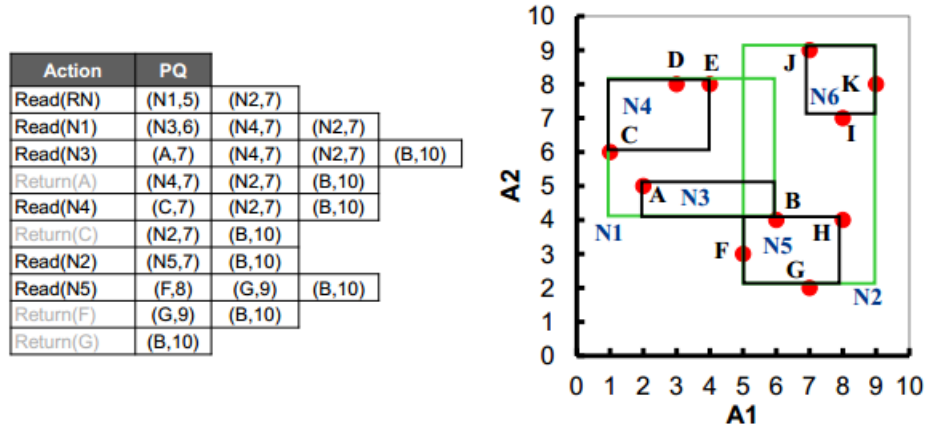 Action PQ
Read(RN) (N1,5) (N2,7)
Read(N1) (N3,6) (N4,7) (N2,7)
Read(N3) (A,7) (N4,7) (N2,7) (B,10)
Return(A) (N4,7) (N2,7) (B,10)
Read(N4) (C,7) (N2,7) (B,10)
Return(C) (N2,7) (B,10)
Read(N2) (N5,7) (B,10)
Read(N5) (F,8) (G,9) (B,10)
Return(F) (G,9) (B,10)
Return(G) (B,10)
10
9
8
7
6
5
4
3
2
1
0
A2
D E J
K
N4 N6
C I
A N3 B
N1 F N5 H
G N2
0 1 2 3 4 5 6 7 8 9 10
A1